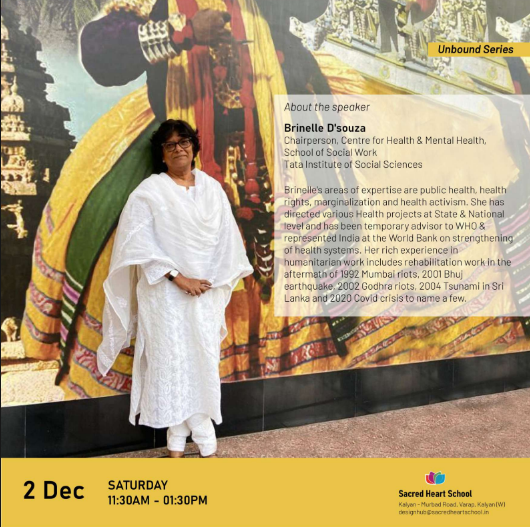 Unbound Series
About the speaker
Brinelle D'souza
Chairperson, Centre for Health & Mental Health,
School of Social Work
Tata Institute of Social Sciences
Brinelle's areas of expertise are public health, health
rights, marginalization and health activism. She has
directed various Health projects at State & National
level and has been temporary advisor to WHO &
represented India at the World Bank on strengthening
of health systems. Her rich experience in
humanitarian work includes rehabilitation work in the
aftermath of 1992 Mumbai riots, 2001 Bhuj
earthquake, 2002 Godhra riots, 2004 Tsunami in Sri
Lanka and 2020 Covid crisis to name a few.
2 Dec
SATURDAY
11:30AM - 01:30PM
Sacred Heart School
Kalyan - Murbad Road, Varap, Kalyan (W)
designhub@sacredheartschool.in